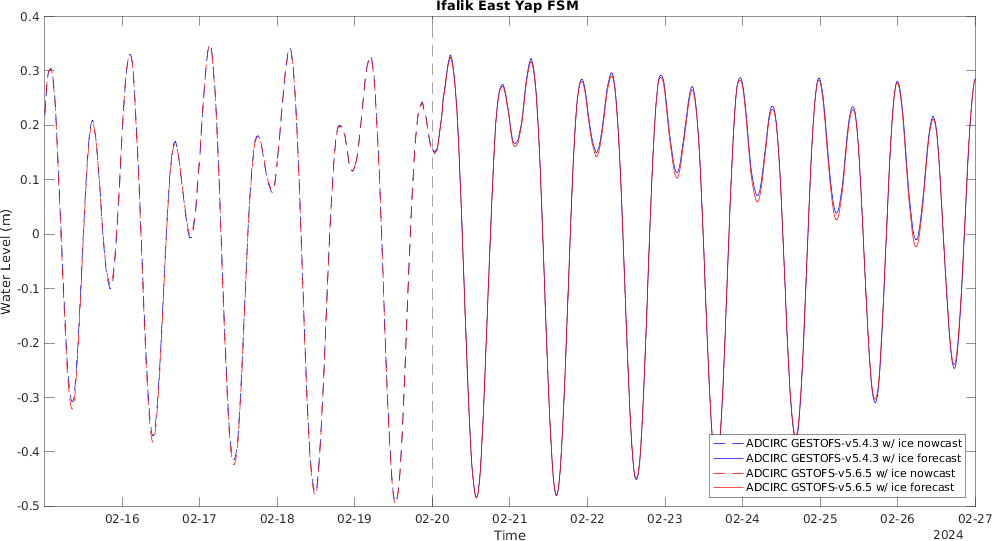 Ifalik East Yap FSM
0.4
0.3
0.2
0.1
0
-0.1
-0.2
-0.3
-0.4
-0.5
Water Level (m)
ADCIRC GESTOFS-v5.4.3 w/ ice nowcast
ADCIRC GESTOFS-v5.4.3 w/ ice forecast
ADCIRC GSTOFS-v5.6.5 w/ ice nowcast
ADCIRC GSTOFS-v5.6.5 w/ ice forecast
02-16 02-17 02-18 02-19 02-20 02-21 02-22 02-23 02-24 02-25 02-26 02-27
Time
2024